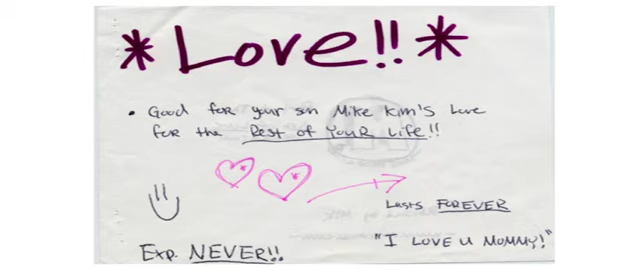 *Love!!*
• Good for your son Mike Kim's Love
for the Rest of Your Life!!
Lasts FOREVER
Exp. NEVER!!
"I LOVE U MOMMY!"